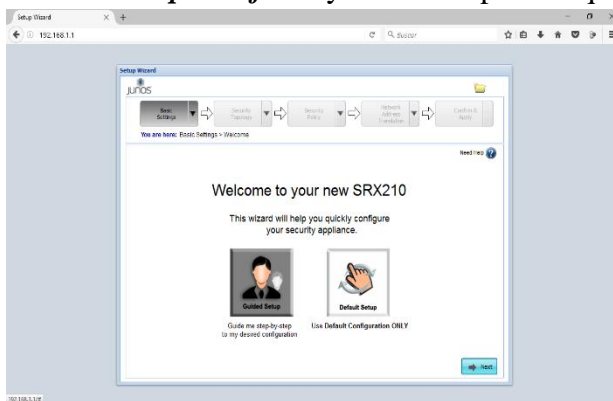 Setup Wizard
192.168.1.1
Buscar
Setup Wizard
JUNOS
Basic
Settings
Security
Topology
Security
Policy
Network
Address
Translation
Confirm &
Apply
You are here: Basic Settings > Welcome
Need Help
Welcome to your new SRX210
This wizard will help you quickly configure
your security appliance.
Guided Setup
Default Setup
Guide me step-by-step
to my desired configuration
Use Default Configuration ONLY
Next